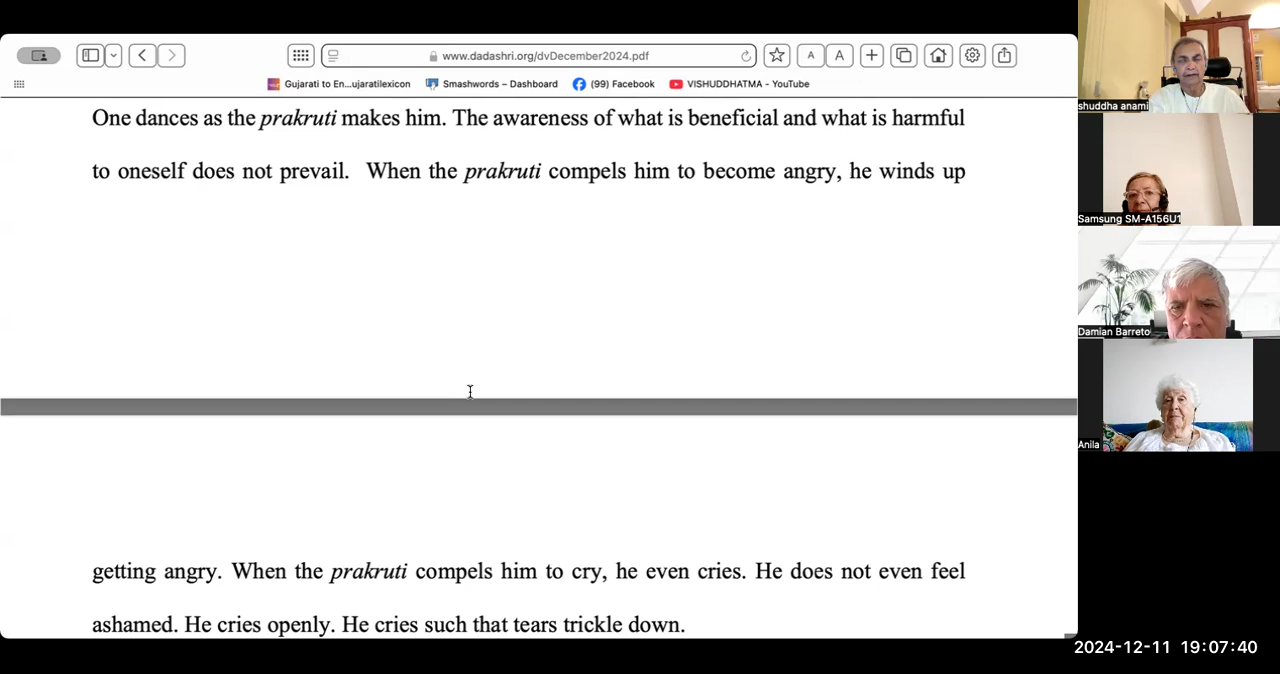 www.dadashri.org/dvDecember2024.pdf
A A
Gujarati to En...ujaratilexicon Smashwords – Dashboard (99) Facebook VISHUDDHATMA - YouTube
One dances as the prakruti makes him. The awareness of what is beneficial and what is harmful
to oneself does not prevail. When the prakruti compels him to become angry, he winds up
getting angry. When the prakruti compels him to cry, he even cries. He does not even feel
ashamed. He cries openly. He cries such that tears trickle down.
shuddha anami
Samsung SM-A156U1
Damian Barreto
Anila
2024-12-11 19:07:40